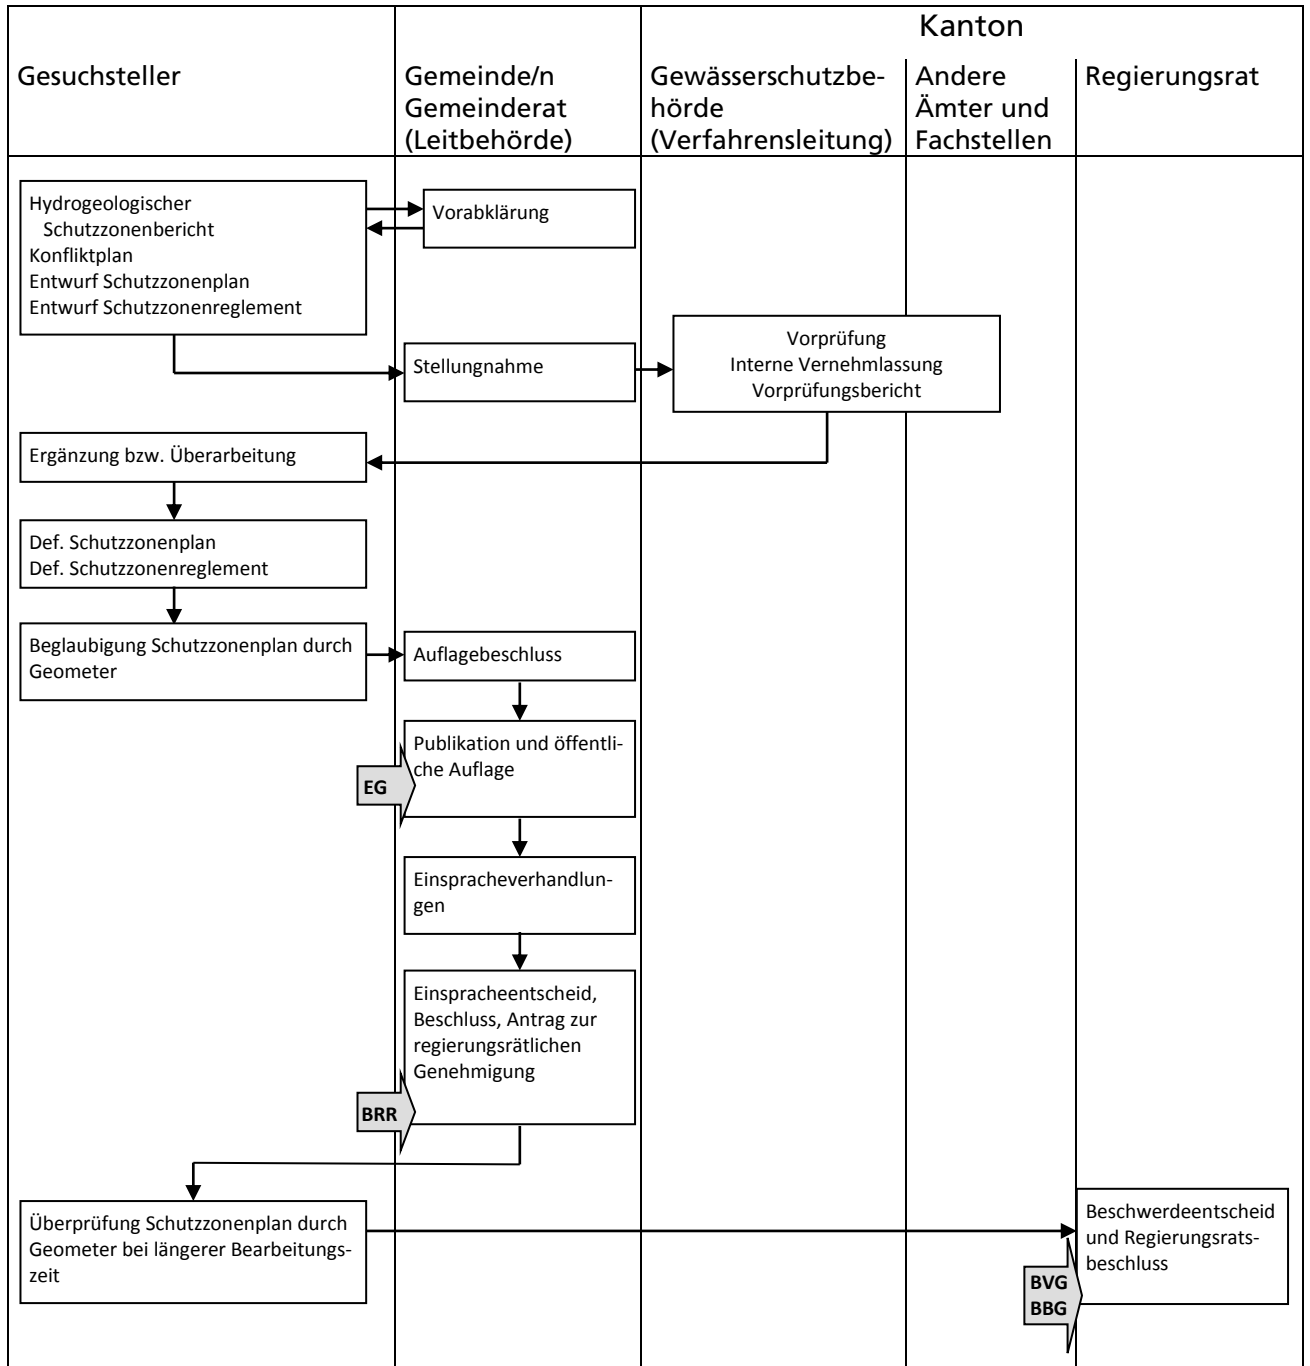 Kanton
Gesuchsteller
Gemeinde/n
Gemeinderat
(Leitbehörde)
Gewässerschutzbe-
hörde
(Verfahrensleitung)
Andere
Ämter und
Fachstellen
Regierungsrat
Hydrogeologischer
Schutzzonenbericht
Konfliktplan
Entwurf Schutzzonenplan
Entwurf Schutzzonenreglement
Vorabklärung
Stellungnahme
Vorprüfung
Interne Vernehmlassung
Vorprüfungsbericht
Ergänzung bzw. Überarbeitung
Def. Schutzzonenplan
Def. Schutzzonenreglement
Beglaubigung Schutzzonenplan durch
Geometer
Auflagebeschluss
Publikation und öffentli-
che Auflage
EG
Einspracheverhandlun-
gen
Einspracheentscheid,
Beschluss, Antrag zur
regierungsrätlichen
Genehmigung
BRR
Überprüfung Schutzzonenplan durch
Geometer bei längerer Bearbeitungs-
zeit
Beschwerdeentscheid
und Regierungsrats-
beschluss
BVG
BBG